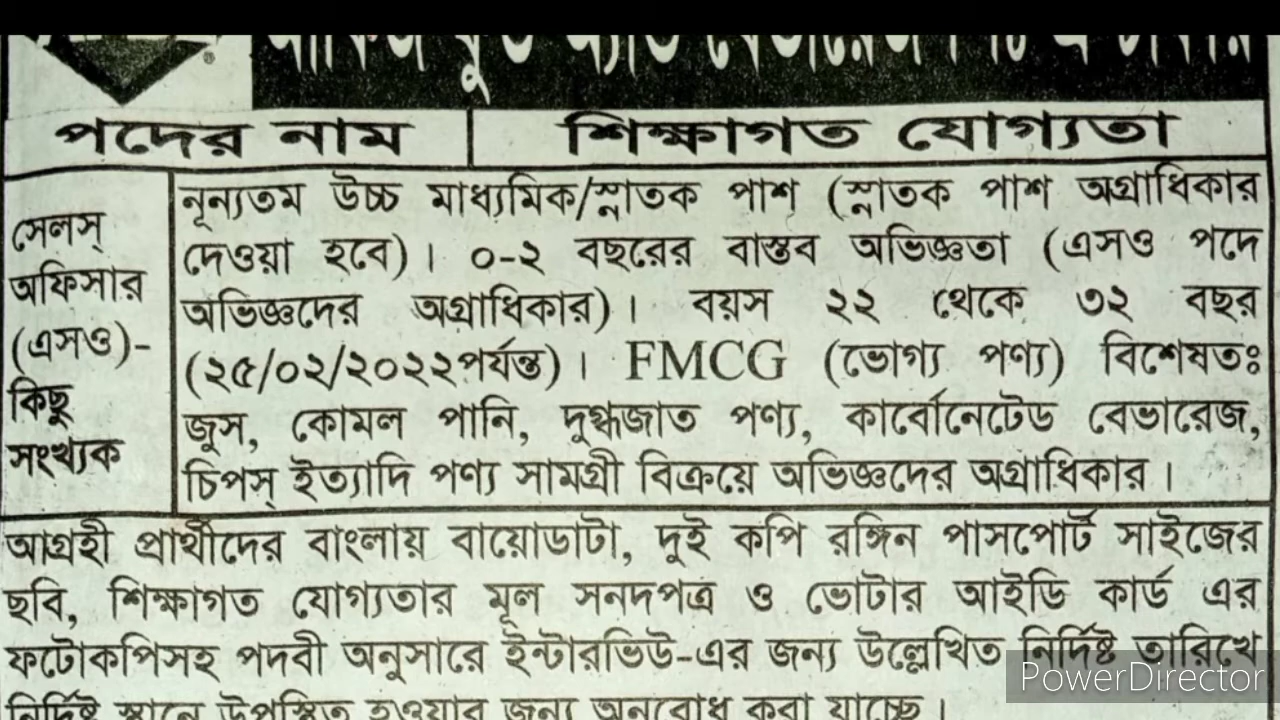 পদের নাম
শিক্ষাগত যোগ্যতা
সেলস্
অফিসার
(এসও)-
কিছু
সংখ্যক
নূন্যতম উচ্চ মাধ্যমিক/স্নাতক পাশ (স্নাতক পাশ অগ্রাধিকার
দেওয়া হবে)। ০-২ বছরের বাস্তব অভিজ্ঞতা (এসও পদে
অভিজ্ঞদের অগ্রাধিকার)। বয়স ২২ থেকে ৩২ বছর
(২৫/০২/২০২২পর্যন্ত)। FMCG (ভোগ্য পণ্য) বিশেষতঃ
জুস, কোমল পানি, দুগ্ধজাত পণ্য, কার্বোনেটেড বেভারেজ,
চিপস্ ইত্যাদি পণ্য সামগ্রী বিক্রয়ে অভিজ্ঞদের অগ্রাধিকার।
আগ্রহী প্রার্থীদের বাংলায় বায়োডাটা, দুই কপি রঙ্গিন পাসপোর্ট সাইজের
ছবি, শিক্ষাগত যোগ্যতার মূল সনদপত্র ও ভোটার আইডি কার্ড এর
ফটোকপিসহ পদবী অনুসারে ইন্টারভিউ-এর জন্য উল্লেখিত নির্দিষ্ট তারিখে
নির্দিষ্ট স্থানে উপস্থিত হওয়ার জন্য অনুরোধ করা যাচ্ছে।
PowerDirector